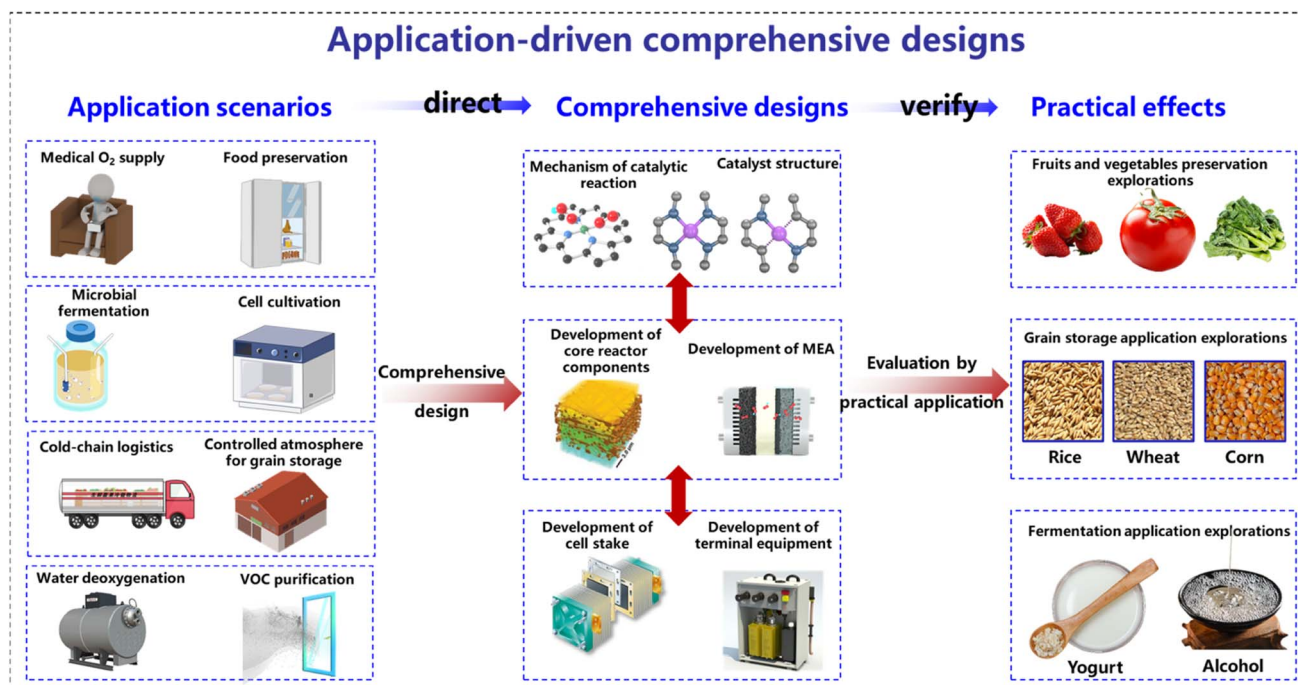 Application-driven comprehensive designs
Application scenarios
direct
Comprehensive designs
verify
Practical effects
Medical O₂ supply
Food preservation
Microbial
fermentation
Cell cultivation
Cold-chain logistics
Controlled atmosphere
for grain storage
Water deoxygenation
VOC purification
Comprehensive
design
Mechanism of catalytic
reaction
Catalyst structure
Development of
core reactor
components
Development of MEA
Development of
cell stake
Development of
terminal equipment
Evaluation by
practical application
Fruits and vegetables preservation
explorations
Grain storage application explorations
Rice
Wheat
Corn
Fermentation application explorations
Yogurt
Alcohol